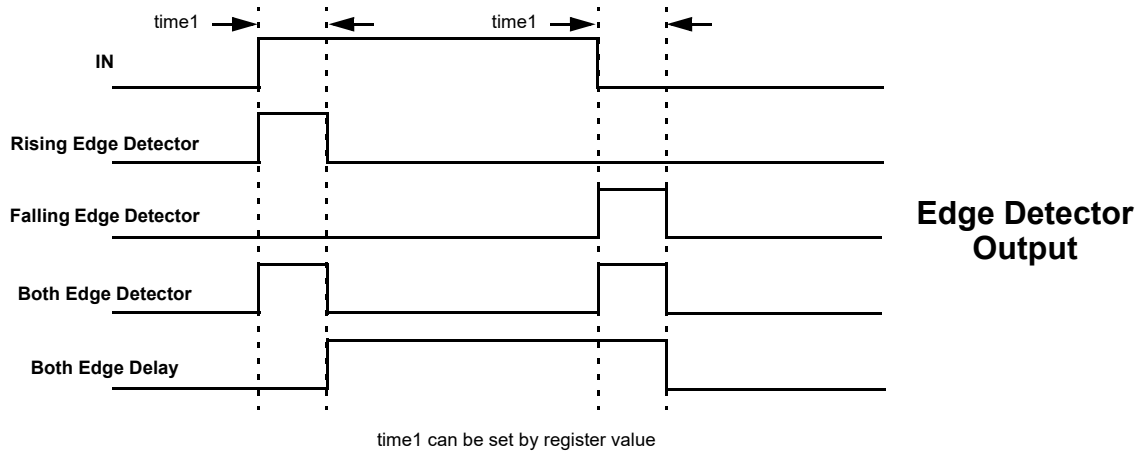 time1
time1
IN
Rising Edge Detector
Falling Edge Detector
Edge Detector
Output
Both Edge Detector
Both Edge Delay
time1 can be set by register value